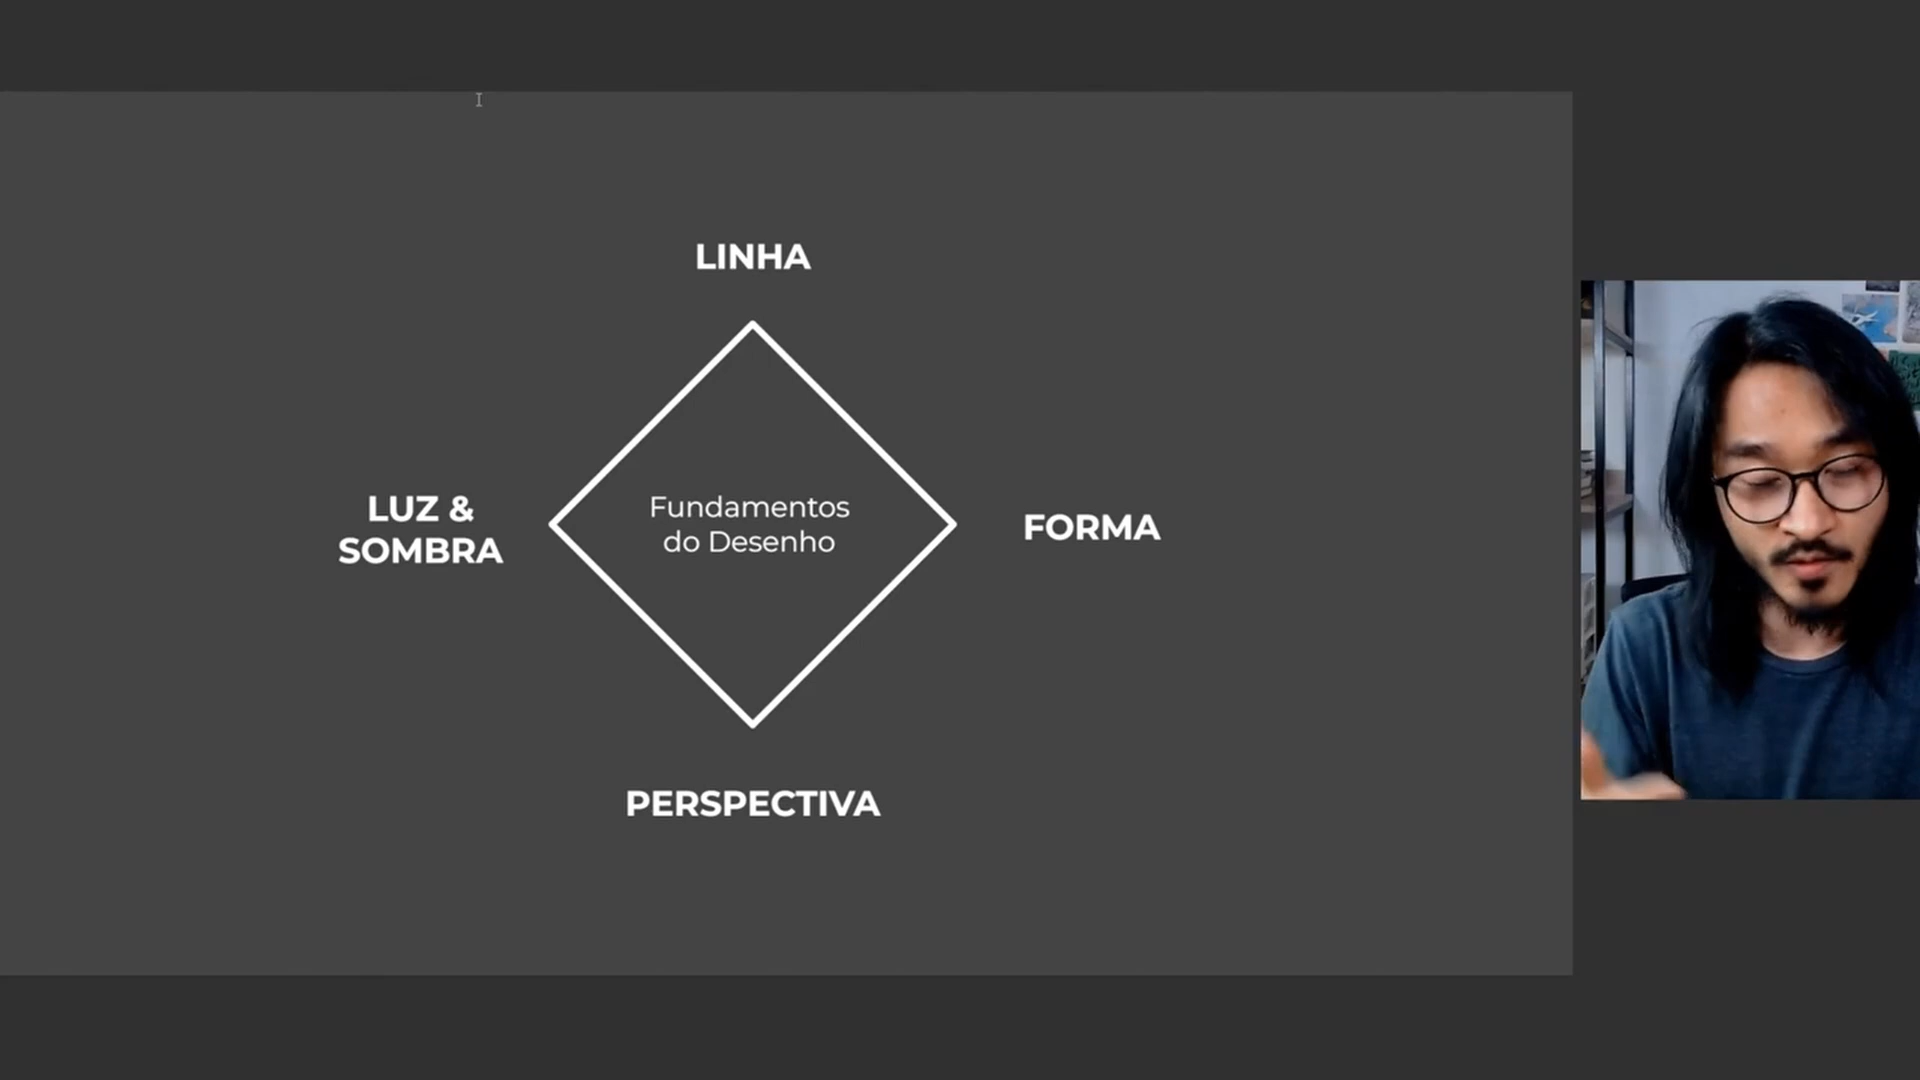 LINHA
LUZ &
SOMBRA
Fundamentos
do Desenho
FORMA
PERSPECTIVA